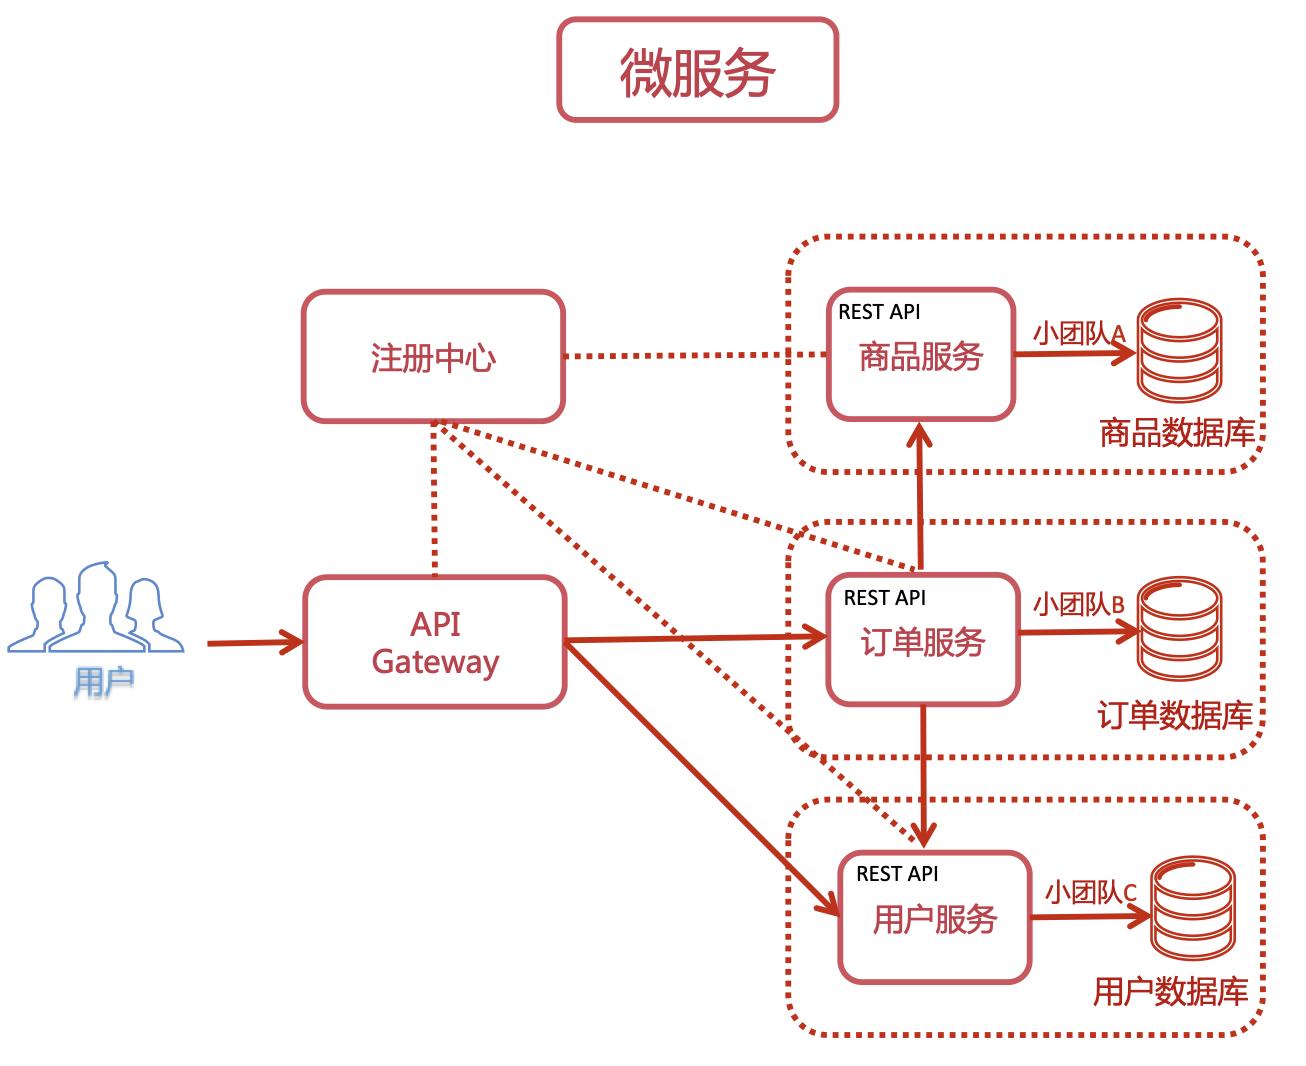 微服务
注册中心
REST API
商品服务
小团队A
商品数据库
用户
API
Gateway
REST API
订单服务
小团队B
订单数据库
REST API
用户服务
小团队C
用户数据库